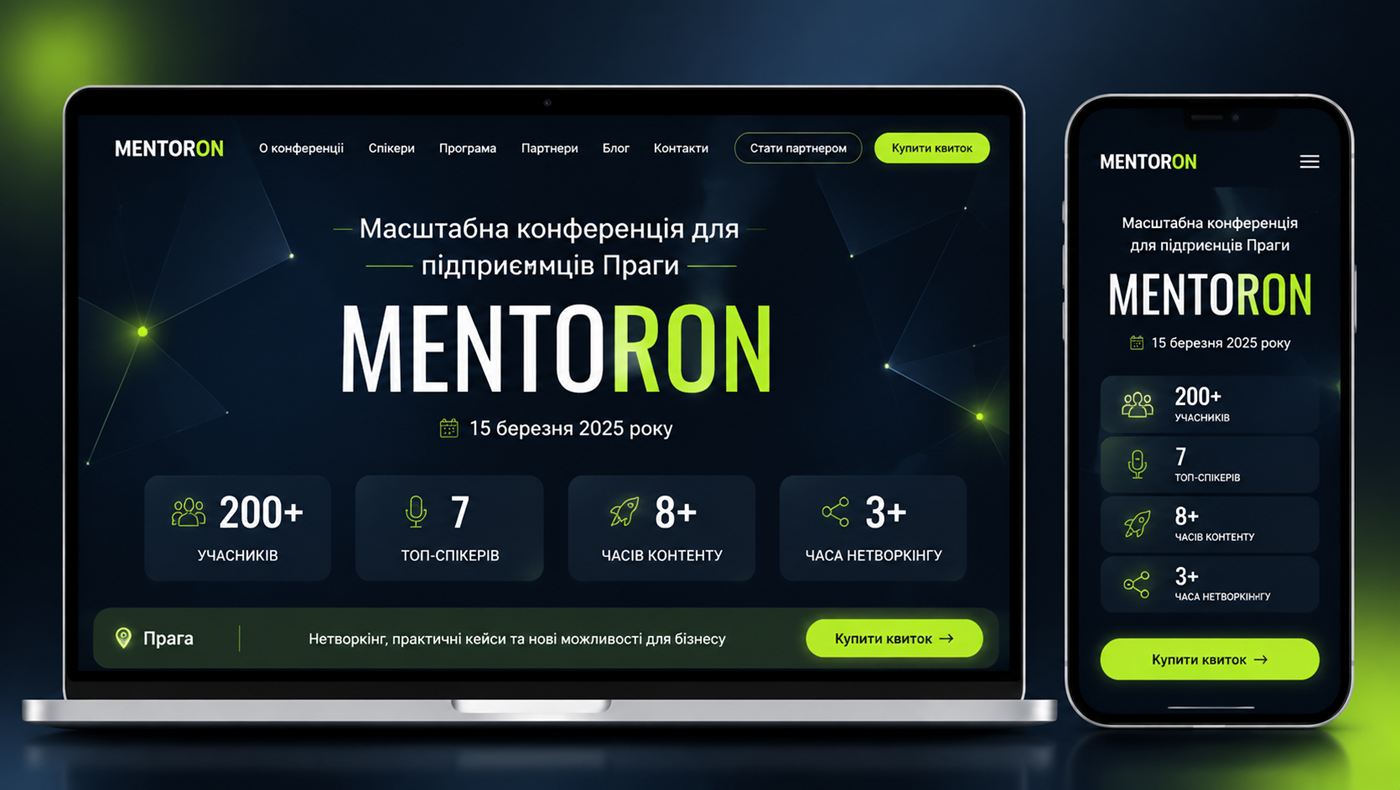 MENTORON
О конференції
Спікери
Програма
Партнери
Блог
Контакти
Стати партнером
Купити квиток
Масштабна конференція для
підприєммців Праги
MENTORON
15 березня 2025 року
200+
УЧАСНИКІВ
7
ТОП-СПІКЕРІВ
8+
ЧАСІВ КОНТЕНТУ
3+
ЧАСА НЕТВОРКІНГУ
Прага
Нетворкінг, практичні кейси та нові можливості для бізнесу
Купити квиток →
MENTORON
Масштабна конференція
для підприєнців Праги
MENTORON
15 березня 2025 року
200+
УЧАСНИКІВ
7
ТОП-СПІКЕРІВ
8+
ЧАСІВ КОНТЕНТУ
3+
ЧАСА
Купити квиток →